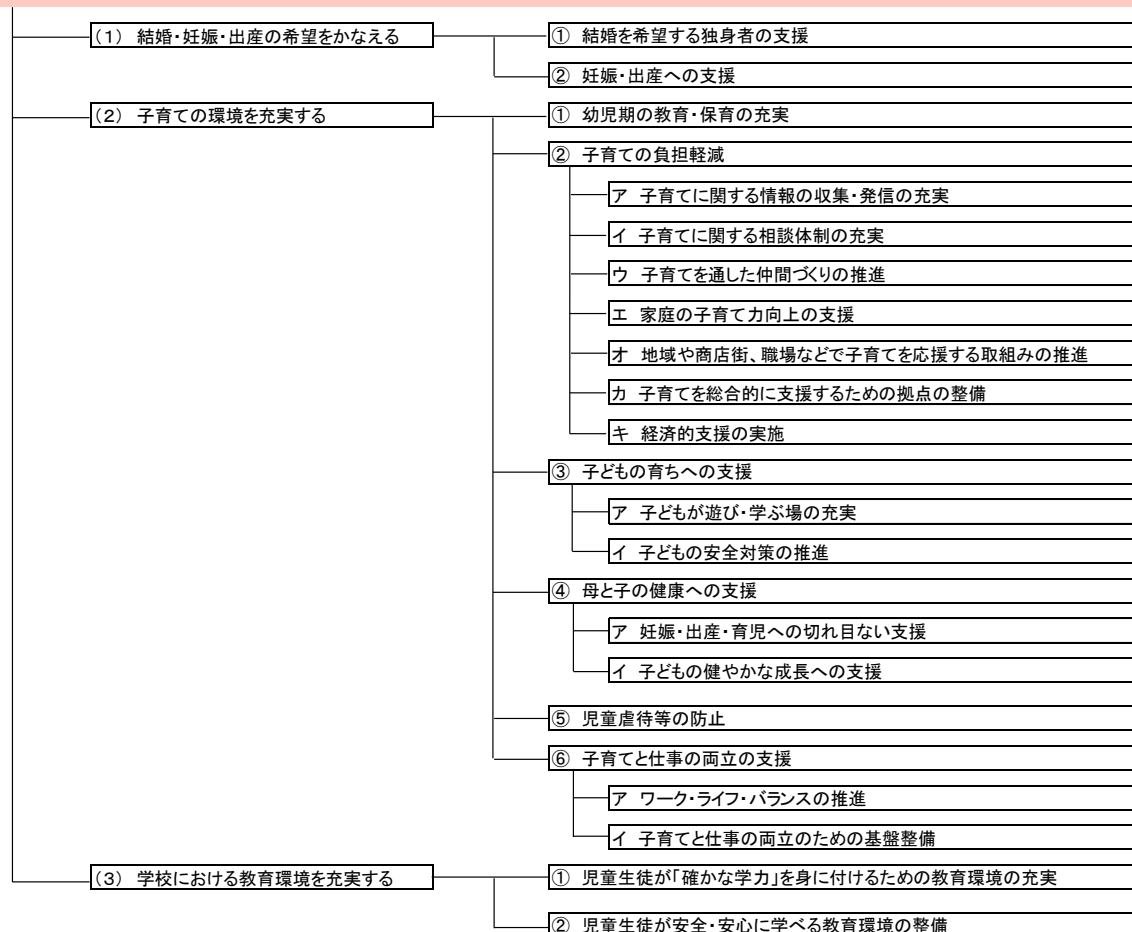 (1) 結婚・妊娠・出産の希望をかなえる
① 結婚を希望する独身者の支援
② 妊娠・出産への支援
(2) 子育ての環境を充実する
① 幼児期の教育・保育の充実
② 子育ての負担軽減
ア 子育てに関する情報の収集・発信の充実
イ 子育てに関する相談体制の充実
ウ 子育てを通した仲間づくりの推進
エ 家庭の子育て力向上の支援
オ 地域や商店街、職場などで子育てを応援する取組みの推進
カ 子育てを総合的に支援するための拠点の整備
キ 経済的支援の実施
③ 子どもの育ちへの支援
ア 子どもが遊び・学ぶ場の充実
イ 子どもの安全対策の推進
④ 母と子の健康への支援
ア 妊娠・出産・育児への切れ目ない支援
イ 子どもの健やかな成長への支援
⑤ 児童虐待等の防止
⑥ 子育てと仕事の両立の支援
ア ワーク・ライフ・バランスの推進
イ 子育てと仕事の両立のための基盤整備
(3) 学校における教育環境を充実する
① 児童生徒が「確かな学力」を身に付けるための教育環境の充実
② 児童生徒が安全・安心に学べる教育環境の整備